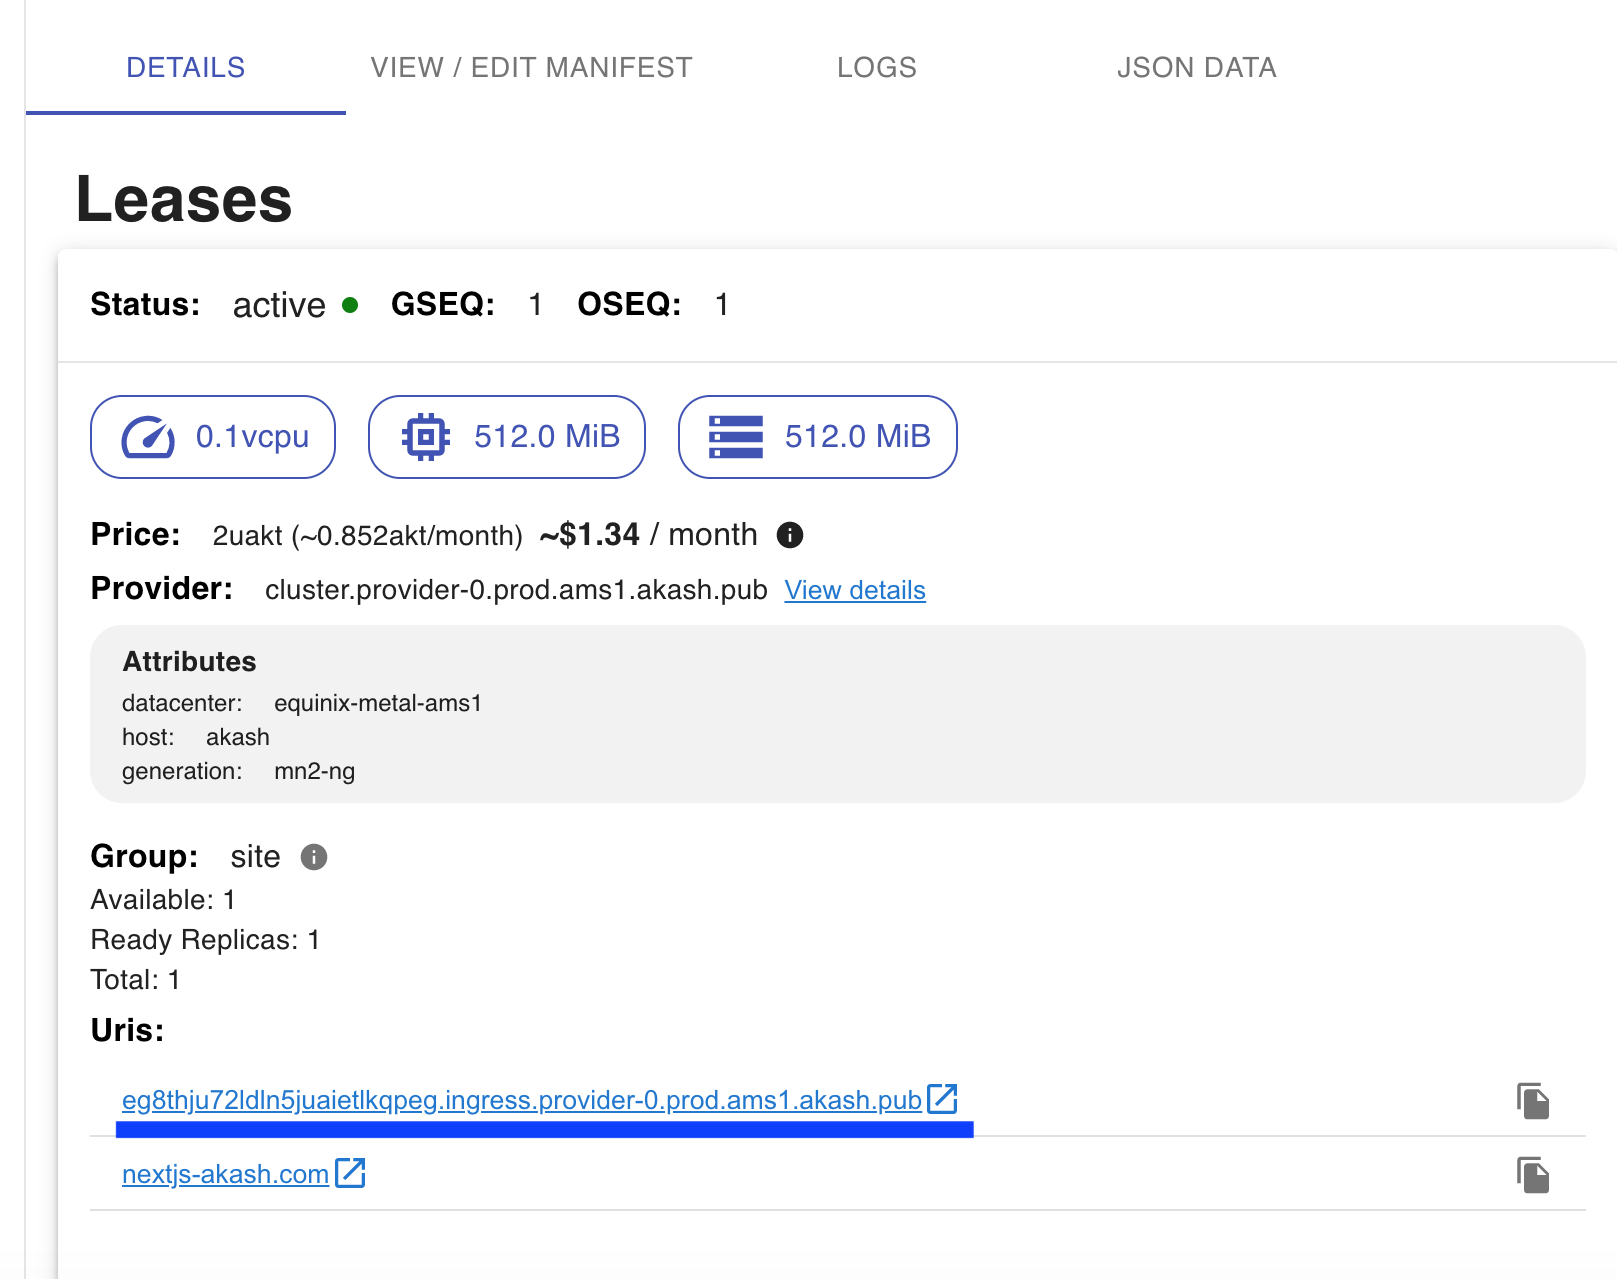 DETAILS VIEW / EDIT MANIFEST LOGS JSON DATA
Leases
Status: active GSEQ: 1 OSEQ: 1
0.1vcpu 512.0 MiB 512.0 MiB
Price: 2uakt (~0.852akt/month) ~$1.34 / month
Provider: cluster.provider-0.prod.ams1.akash.pub View details
Attributes
datacenter: equinix-metal-ams1
host: akash
generation: mn2-ng
Group: site
Available: 1
Ready Replicas: 1
Total: 1
Uris:
eg8thju72ldln5juaietlkqpeg.ingress.provider-0.prod.ams1.akash.pub
nextjs-akash.com